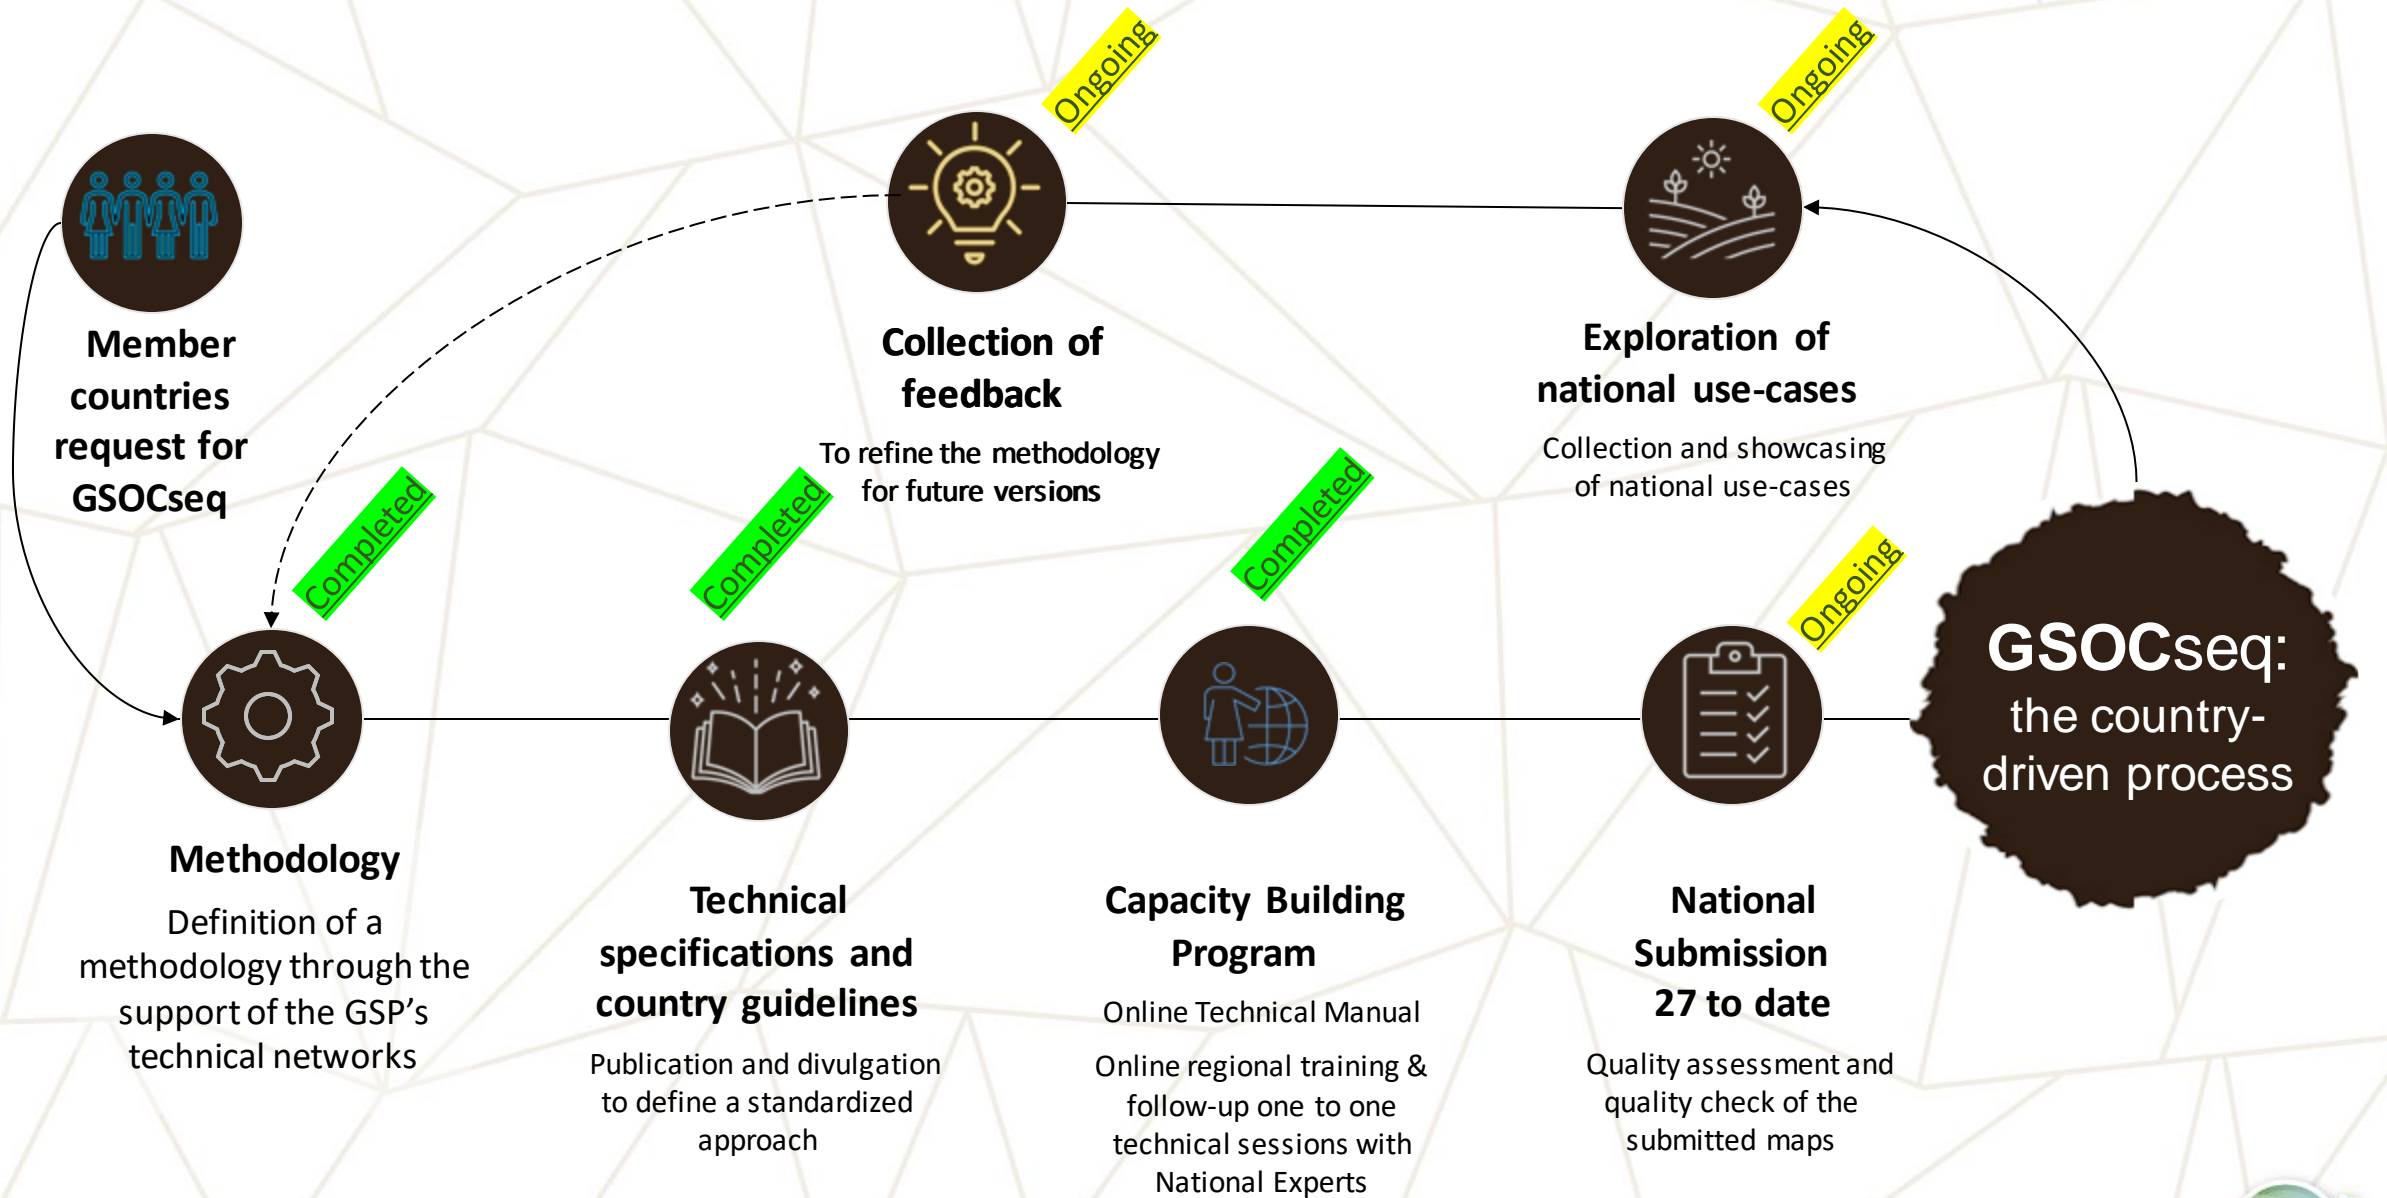 Ongoing
Ongoing
Member
countries
request for
GSOCseq
Collection of
feedback
To refine the methodology
for future versions
Exploration of
national use-cases
Collection and showcasing
of national use-cases
Completed
Completed
Completed
Ongoing
GSOCseq:
the country-
driven process
Methodology
Definition of a
methodology through the
support of the GSP's
technical networks
Technical
specifications and
country guidelines
Publication and divulgation
to define a standardized
approach
Capacity Building
Program
Online Technical Manual
Online regional training &
follow-up one to one
technical sessions with
National Experts
National
Submission
27 to date
Quality assessment and
quality check of the
submitted maps